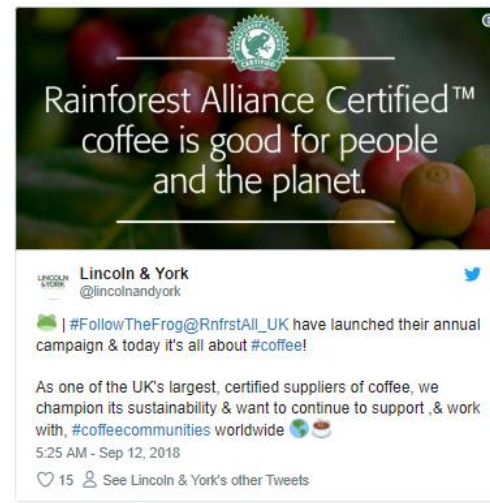 Rainforest Alliance Certified™
coffee is good for people
and the planet.
Lincoln & York
@lincolnandyork
🐸 | #FollowTheFrog@RnfrstAll_UK have launched their annual
campaign & today it's all about #coffee!
As one of the UK's largest, certified suppliers of coffee, we
champion its sustainability & want to continue to support ,& work
with, #coffeecommunities worldwide 🌎☕
5:25 AM - Sep 12, 2018
15 See Lincoln & York's other Tweets